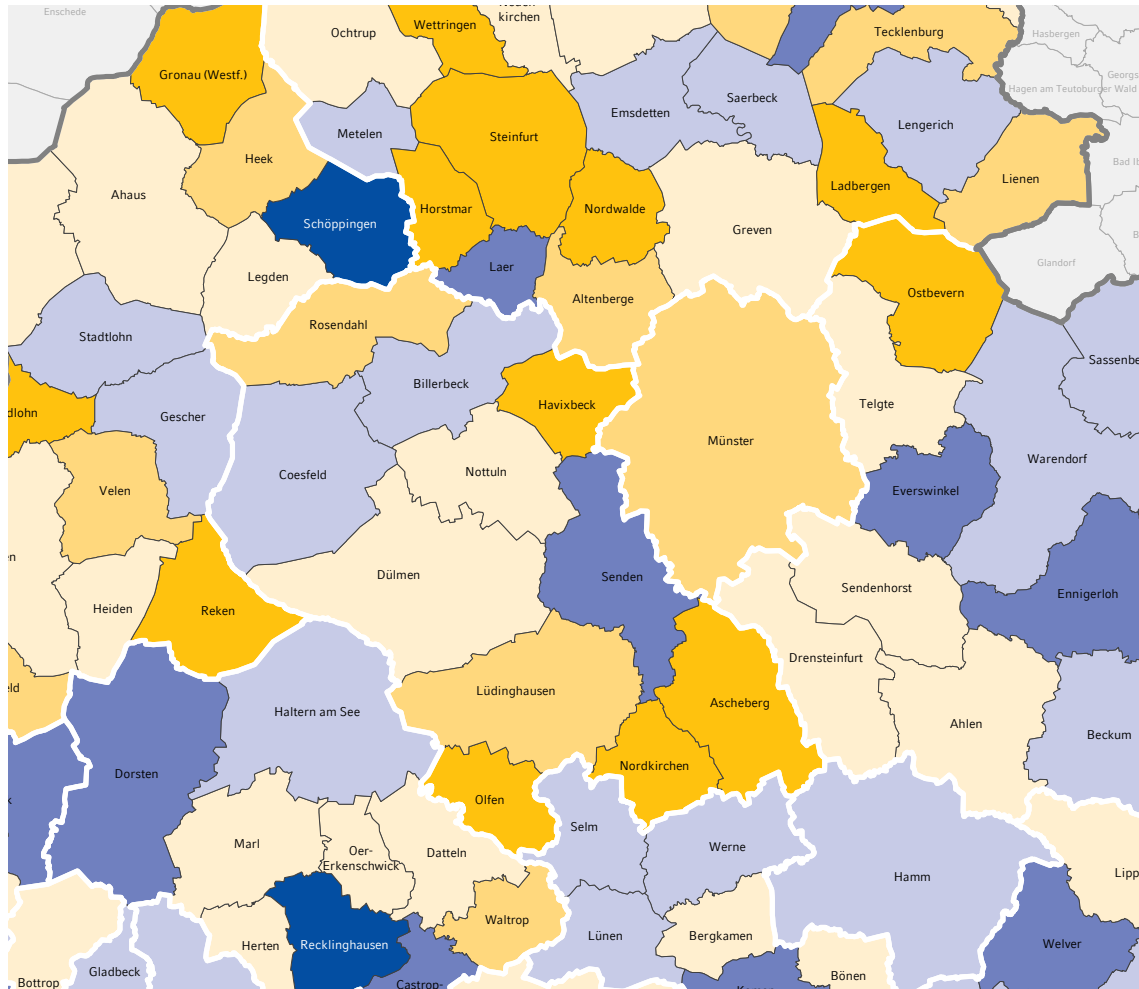 Enschede
kirchen
Wettringen
Ochtrup
Tecklenburg
Hasbergen
Gronau (Westf.)
Georgs
Hagen am Teutoburger Wald
Saerbeck
Emsdetten
Lengerich
Metelen
Steinfurt
Heek
Bad Ib
Lienen
Ladbergen
Ahaus
Horstmar
Nordwalde
Schöppingen
Greven
B
Glandorf
Laer
Legden
Ostbevern
Altenberge
Rosendahl
Stadtlohn
Sassenbe
Billerbeck
Havixbeck
Telgte
dlohn
Gescher
Münster
Warendorf
Nottuln
Coesfeld
Velen
Everswinkel
en
Dülmen
Senden
Sendenhorst
Ennigerloh
Heiden
Reken
Drensteinfurt
eld
Lüdinghausen
Ascheberg
Haltern am See
Ahlen
Beckum
Nordkirchen
Dorsten
k
Olfen
Selm
Marl
Oer-
Erkenschwick
Datteln
Werne
Lipp
Hamm
Waltrop
Lünen
Bergkamen
Herten
Recklinghausen
Welver
Gladbeck
Bönen
Bottrop
Castrop-